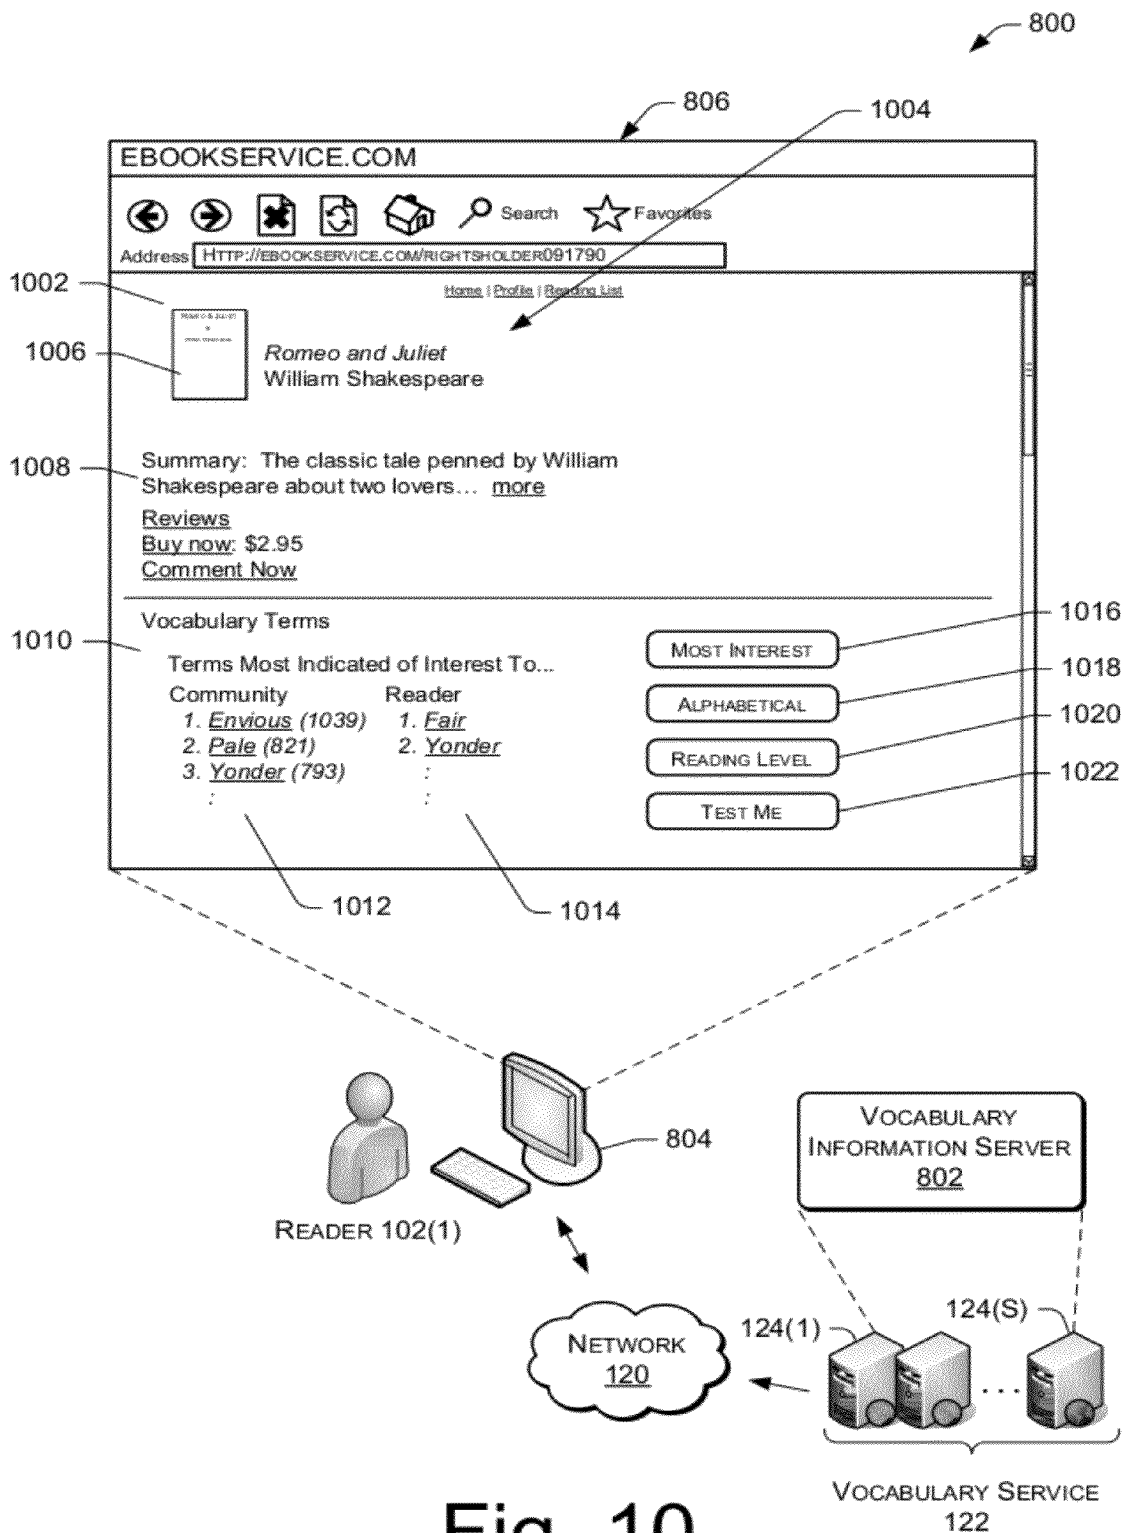 800
806
1004
EBOOKSERVICE.COM
Search
Favorites
Address HTTP://EBOOKSERVICE.COM/RIGHTSHOLDER091790
1002
Home | Profile | Reading List
1006
Romeo and Juliet
William Shakespeare
1008
Summary: The classic tale penned by William
Shakespeare about two lovers... more
Reviews
Buy now: $2.95
Comment Now
1010
Vocabulary Terms
Terms Most Indicated of Interest To...
Community
1. Envious (1039)
2. Pale (821)
3. Yonder (793)
:
Reader
1. Fair
2. Yonder
:
:
MOST INTEREST
1016
ALPHABETICAL
1018
READING LEVEL
1020
TEST ME
1022
1012
1014
804
READER 102(1)
VOCABULARY
INFORMATION SERVER
802
NETWORK
120
124(1)
124(S)
...
VOCABULARY SERVICE
122
Fig. 10